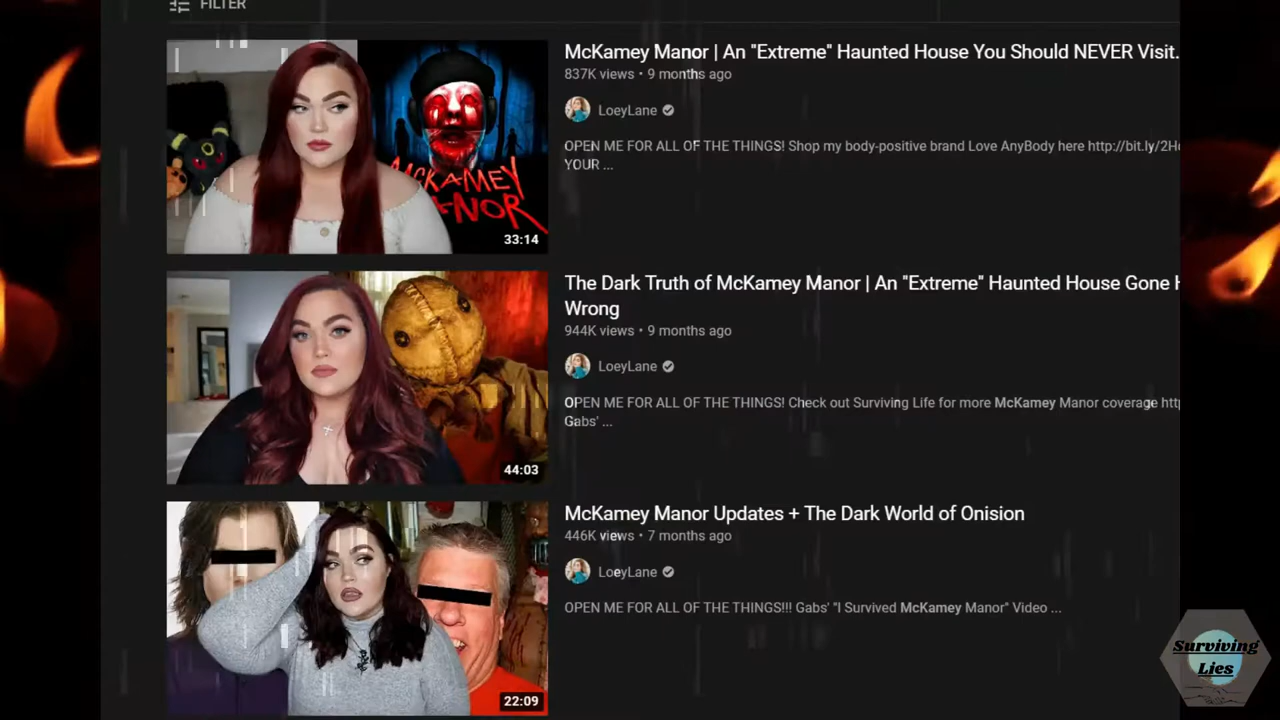 FILTER
McKamey Manor | An "Extreme" Haunted House You Should NEVER Visit.
837K views • 9 months ago
LoeyLane
OPEN ME FOR ALL OF THE THINGS! Shop my body-positive brand Love AnyBody here http://bit.ly/2H
YOUR ...
MCKAMEY
MANOR
33:14
The Dark Truth of McKamey Manor | An "Extreme" Haunted House Gone
Wrong
944K views • 9 months ago
LoeyLane
OPEN ME FOR ALL OF THE THINGS! Check out Surviving Life for more McKamey Manor coverage
Gabs' ...
44:03
McKamey Manor Updates + The Dark World of Onision
446K views • 7 months ago
LoeyLane
OPEN ME FOR ALL OF THE THINGS!!! Gabs' "I Survived McKamey Manor" Video ...
22:09
Surviving
Lies